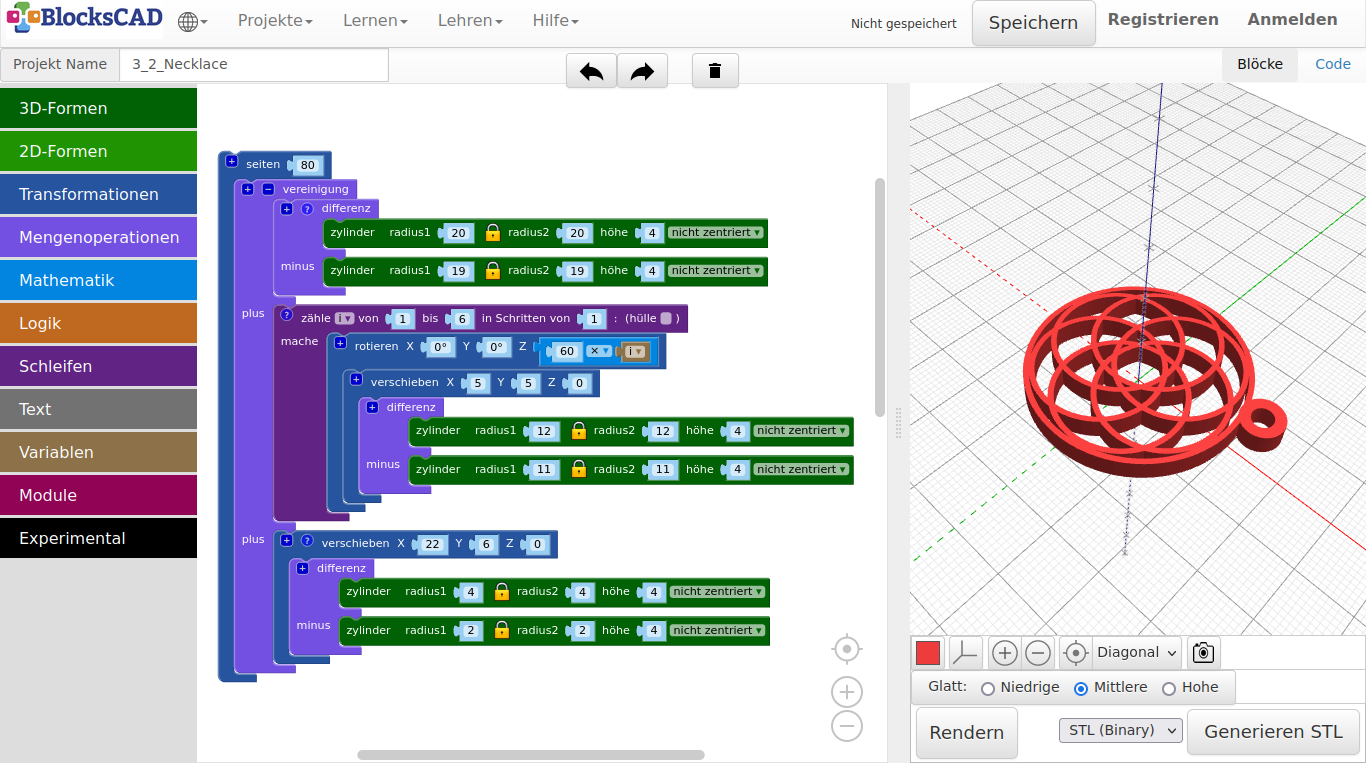 BlocksCAD Projekte Lernen Lehren Hilfe Nicht gespeichert Speichern Registrieren Anmelden
Projekt Name 3_2_Necklace Blöcke Code
3D-Formen
2D-Formen
Transformationen
Mengenoperationen
Mathematik
Logik
Schleifen
Text
Variablen
Module
Experimental
+ seiten 80
+ − vereinigung
+ ? differenz
zylinder radius1 20 radius2 20 höhe 4 nicht zentriert ▾
minus zylinder radius1 19 radius2 19 höhe 4 nicht zentriert ▾
plus ? zähle i ▾ von 1 bis 6 in Schritten von 1 : (hülle )
mache + rotieren X 0° Y 0° Z 60 × ▾ i ▾
+ verschieben X 5 Y 5 Z 0
+ differenz
zylinder radius1 12 radius2 12 höhe 4 nicht zentriert ▾
minus zylinder radius1 11 radius2 11 höhe 4 nicht zentriert ▾
plus + ? verschieben X 22 Y 6 Z 0
+ differenz
zylinder radius1 4 radius2 4 höhe 4 nicht zentriert ▾
minus zylinder radius1 2 radius2 2 höhe 4 nicht zentriert ▾
Diagonal
Glatt: Niedrige Mittlere Hohe
Rendern STL (Binary) Generieren STL